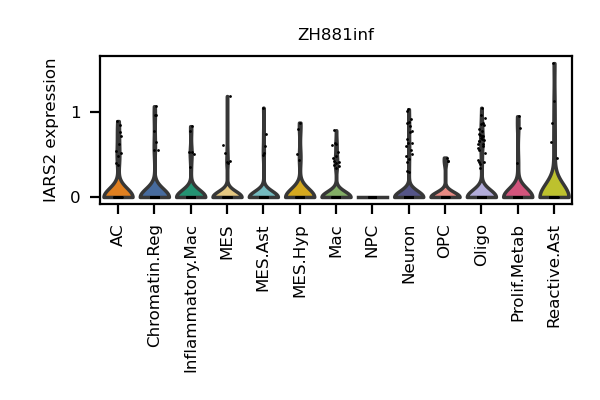 ZH881inf
IARS2 expression
1
0
AC
Chromatin.Reg
Inflammatory.Mac
MES
MES.Ast
MES.Hyp
Mac
NPC
Neuron
OPC
Oligo
Prolif.Metab
Reactive.Ast